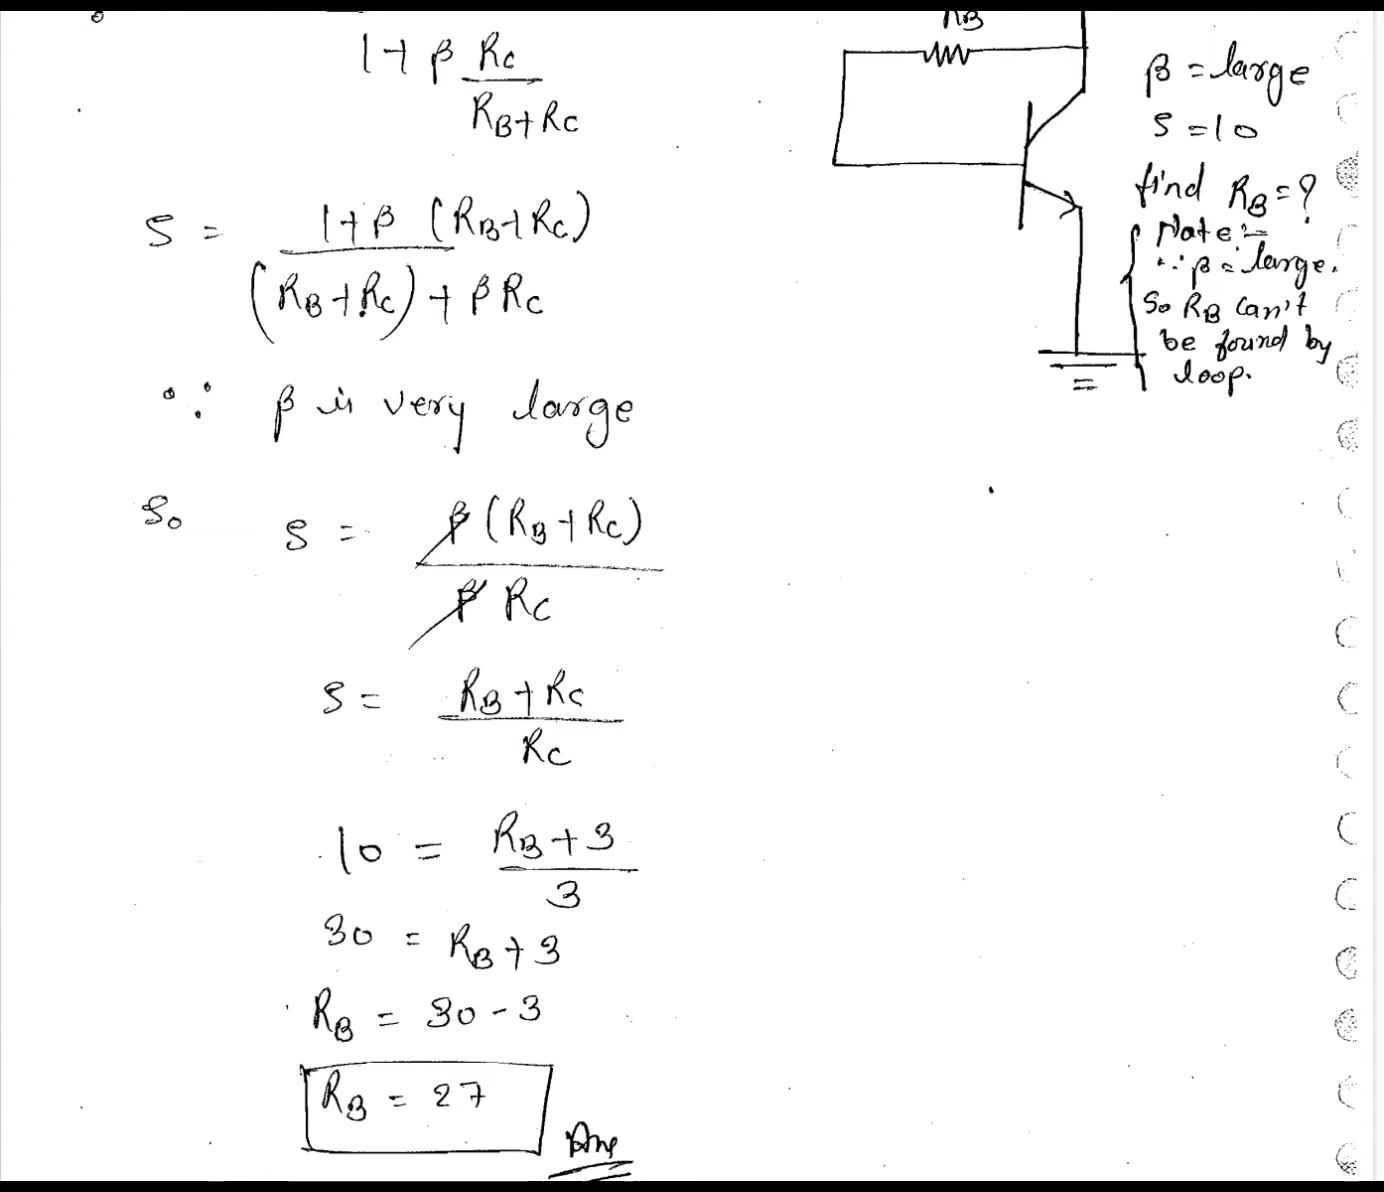 1+ β Rc
RB+Rc
S = 1+β (RB+Rc)
(RB+Rc) + β Rc
∵ β is very large
So S = β (RB+Rc)
β Rc
S = RB+Rc
Rc
10 = RB+3
3
30 = RB+3
RB = 30-3
RB = 27
Ans
RB
β = large
S = 10
find RB = ?
Note:-
∵ β = large.
So RB can't
be found by
loop.